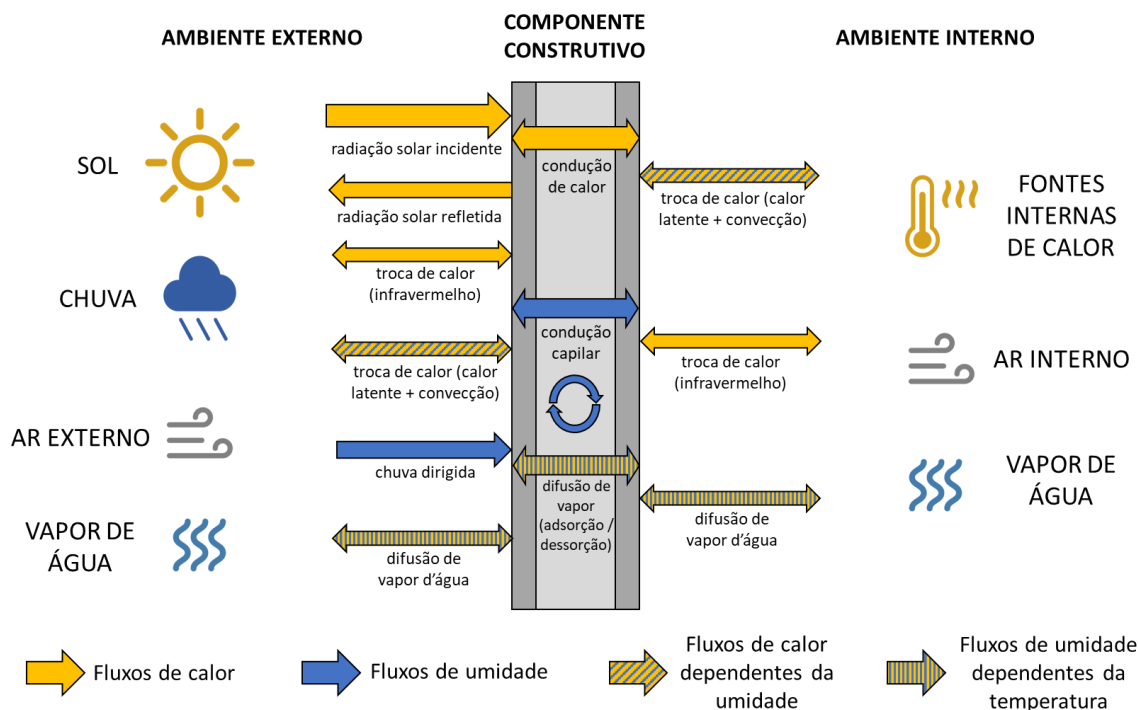 AMBIENTE EXTERNO
COMPONENTE
CONSTRUTIVO
AMBIENTE INTERNO
SOL
radiação solar incidente
radiação solar refletida
troca de calor
(infravermelho)
CHUVA
troca de calor (calor
latente + convecção)
AR EXTERNO
chuva dirigida
VAPOR DE
ÁGUA
difusão de
vapor d'água
condução
de calor
condução
capilar
difusão de
vapor
(adsorção /
dessorção)
troca de calor (calor
latente + convecção)
FONTES
INTERNAS
DE CALOR
troca de calor
(infravermelho)
AR INTERNO
difusão de
vapor d'água
VAPOR DE
ÁGUA
Fluxos de calor
Fluxos de umidade
Fluxos de calor
dependentes da
umidade
Fluxos de umidade
dependentes da
temperatura